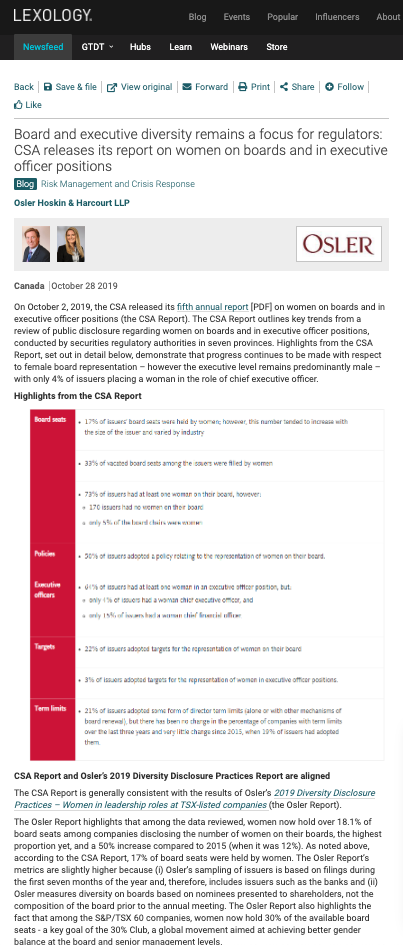 LEXOLOGY.
Blog Events Popular Influencers About
Newsfeed GTDT Hubs Learn Webinars Store
Back Save & file View original Forward Print Share Follow
Like
Board and executive diversity remains a focus for regulators:
CSA releases its report on women on boards and in executive
officer positions
Blog Risk Management and Crisis Response
Osler Hoskin & Harcourt LLP
OSLER
Canada | October 28 2019
On October 2, 2019, the CSA released its fifth annual report [PDF] on women on boards and in
executive officer positions (the CSA Report). The CSA Report outlines key trends from a
review of public disclosure regarding women on boards and in executive officer positions,
conducted by securities regulatory authorities in seven provinces. Highlights from the CSA
Report, set out in detail below, demonstrate that progress continues to be made with respect
to female board representation – however the executive level remains predominantly male –
with only 4% of issuers placing a woman in the role of chief executive officer.
Highlights from the CSA Report
Board seats
• 17% of issuers' board seats were held by women; however, this number tended to increase with
the size of the issuer and varied by industry
• 33% of vacated board seats among the issuers were filled by women
• 73% of issuers had at least one woman on their board, however:
170 issuers had no women on their board
only 5% of the board chairs were women
Policies
• 50% of issuers adopted a policy relating to the representation of women on their board.
Executive
officers
• 64% of issuers had at least one woman in an executive officer position, but:
only 4% of issuers had a woman chief executive officer, and
only 15% of issuers had a woman chief financial officer
Targets
• 22% of issuers adopted targets for the representation of women on their board
• 3% of issuers adopted targets for the representation of women in executive officer positions.
Term limits
• 21% of issuers adopted some form of director term limits (alone or with other mechanisms of
board renewal), but there has been no change in the percentage of companies with term limits
over the last three years and very little change since 2015, when 19% of issuers had adopted
them.
CSA Report and Osler's 2019 Diversity Disclosure Practices Report are aligned
The CSA Report is generally consistent with the results of Osler's 2019 Diversity Disclosure
Practices – Women in leadership roles at TSX-listed companies (the Osler Report).
The Osler Report highlights that among the data reviewed, women now hold over 18.1% of
board seats among companies disclosing the number of women on their boards, the highest
proportion yet, and a 50% increase compared to 2015 (when it was 12%). As noted above,
according to the CSA Report, 17% of board seats were held by women. The Osler Report's
metrics are slightly higher because (i) Osler's sampling of issuers is based on filings during
the first seven months of the year and, therefore, includes issuers such as the banks and (ii)
Osler measures diversity on boards based on nominees presented to shareholders, not the
composition of the board prior to the annual meeting. The Osler Report also highlights the
fact that among the S&P/TSX 60 companies, women now hold 30% of the available board
seats - a key goal of the 30% Club, a global movement aimed at achieving better gender
balance at the board and senior management levels.